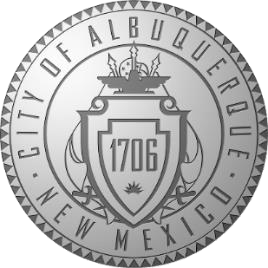 CITY OF ALBUQUERQUE
1706
· NEW MEXICO ·